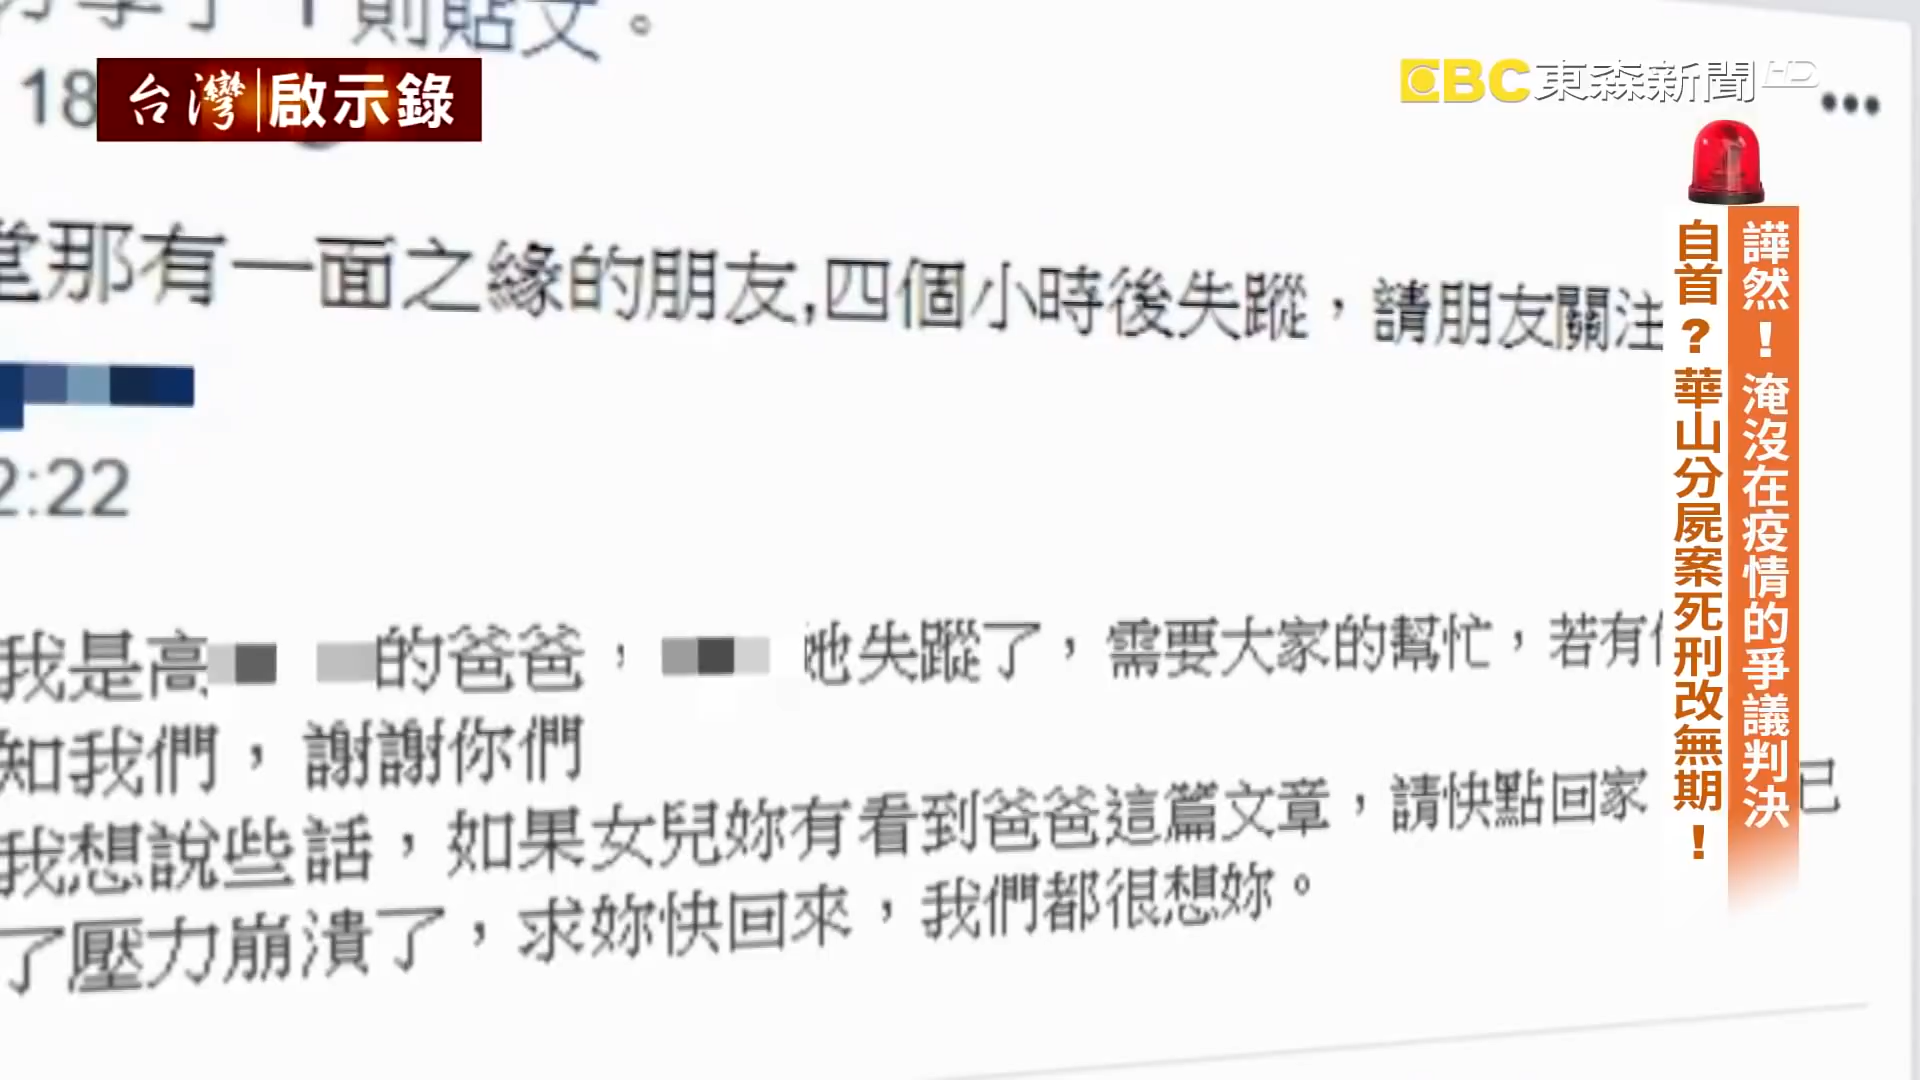 則貼文。
18
台灣啟示錄
EBC東森新聞HD
那有一面之緣的朋友,四個小時後失蹤，請朋友關注
2:22
我是高 的爸爸， 她失蹤了，需要大家的幫忙，若有
知我們，謝謝你們
我想說些話，如果女兒妳有看到爸爸這篇文章，請快點回家 已
了壓力崩潰了，求妳快回來，我們都很想妳。
譁然！淹沒在疫情的爭議判決
自首？華山分屍案死刑改無期！